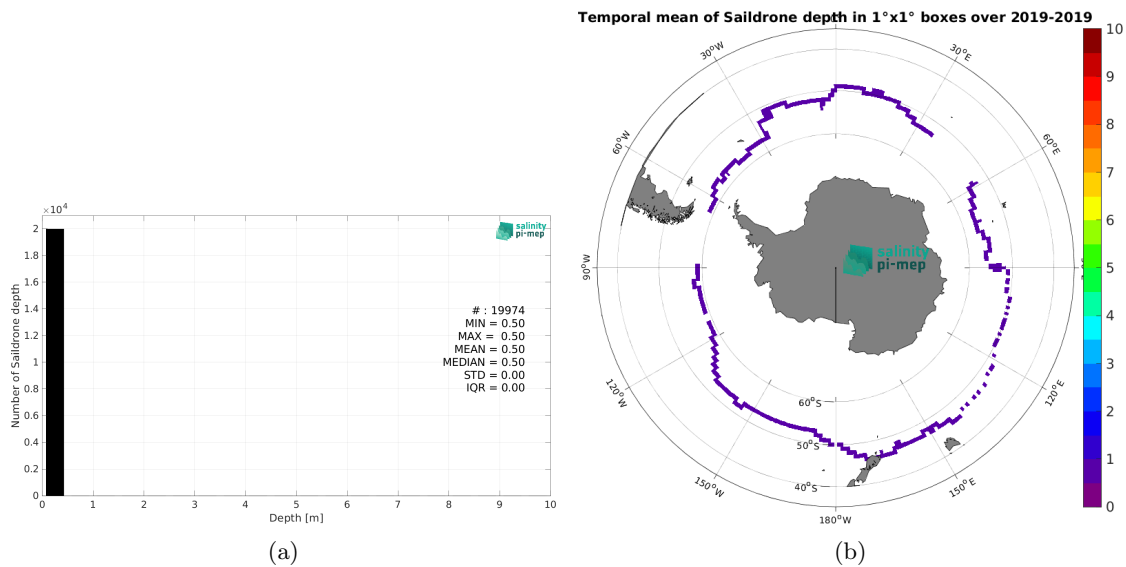 Temporal mean of Saildrone depth in 1°x1° boxes over 2019-2019
×10⁴
2
1.8
1.6
1.4
1.2
1
0.8
0.6
0.4
0.2
0
Number of Saildrone depth
salinity
pi-mep
# : 19974
MIN = 0.50
MAX = 0.50
MEAN = 0.50
MEDIAN = 0.50
STD = 0.00
IQR = 0.00
0 1 2 3 4 5 6 7 8 9 10
Depth [m]
(a)
30°W
30°E
60°W
60°E
90°W
salinity
pi-mep
120°W
120°E
60°S
50°S
40°S
150°W
150°E
180°W
10
9
8
7
6
5
4
3
2
1
0
(b)